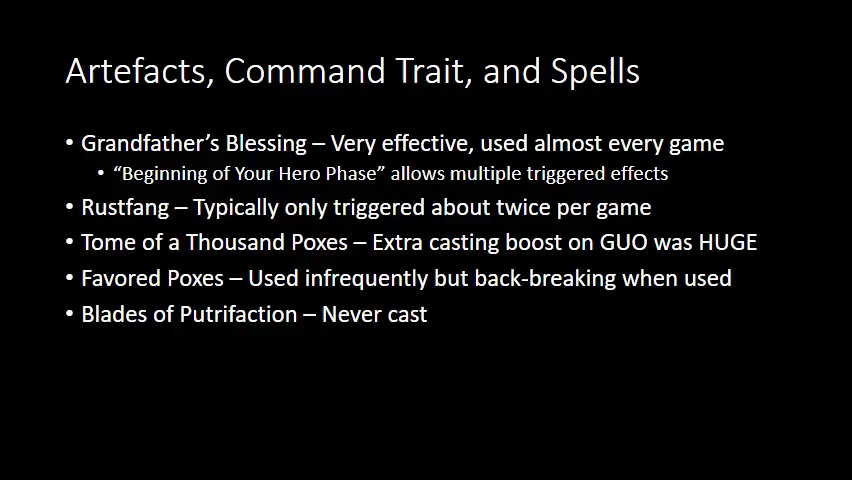 Artefacts, Command Trait, and Spells
• Grandfather’s Blessing – Very effective, used almost every game
• “Beginning of Your Hero Phase” allows multiple triggered effects
• Rustfang – Typically only triggered about twice per game
• Tome of a Thousand Poxes – Extra casting boost on GUO was HUGE
• Favored Poxes – Used infrequently but back-breaking when used
• Blades of Putrifaction – Never cast